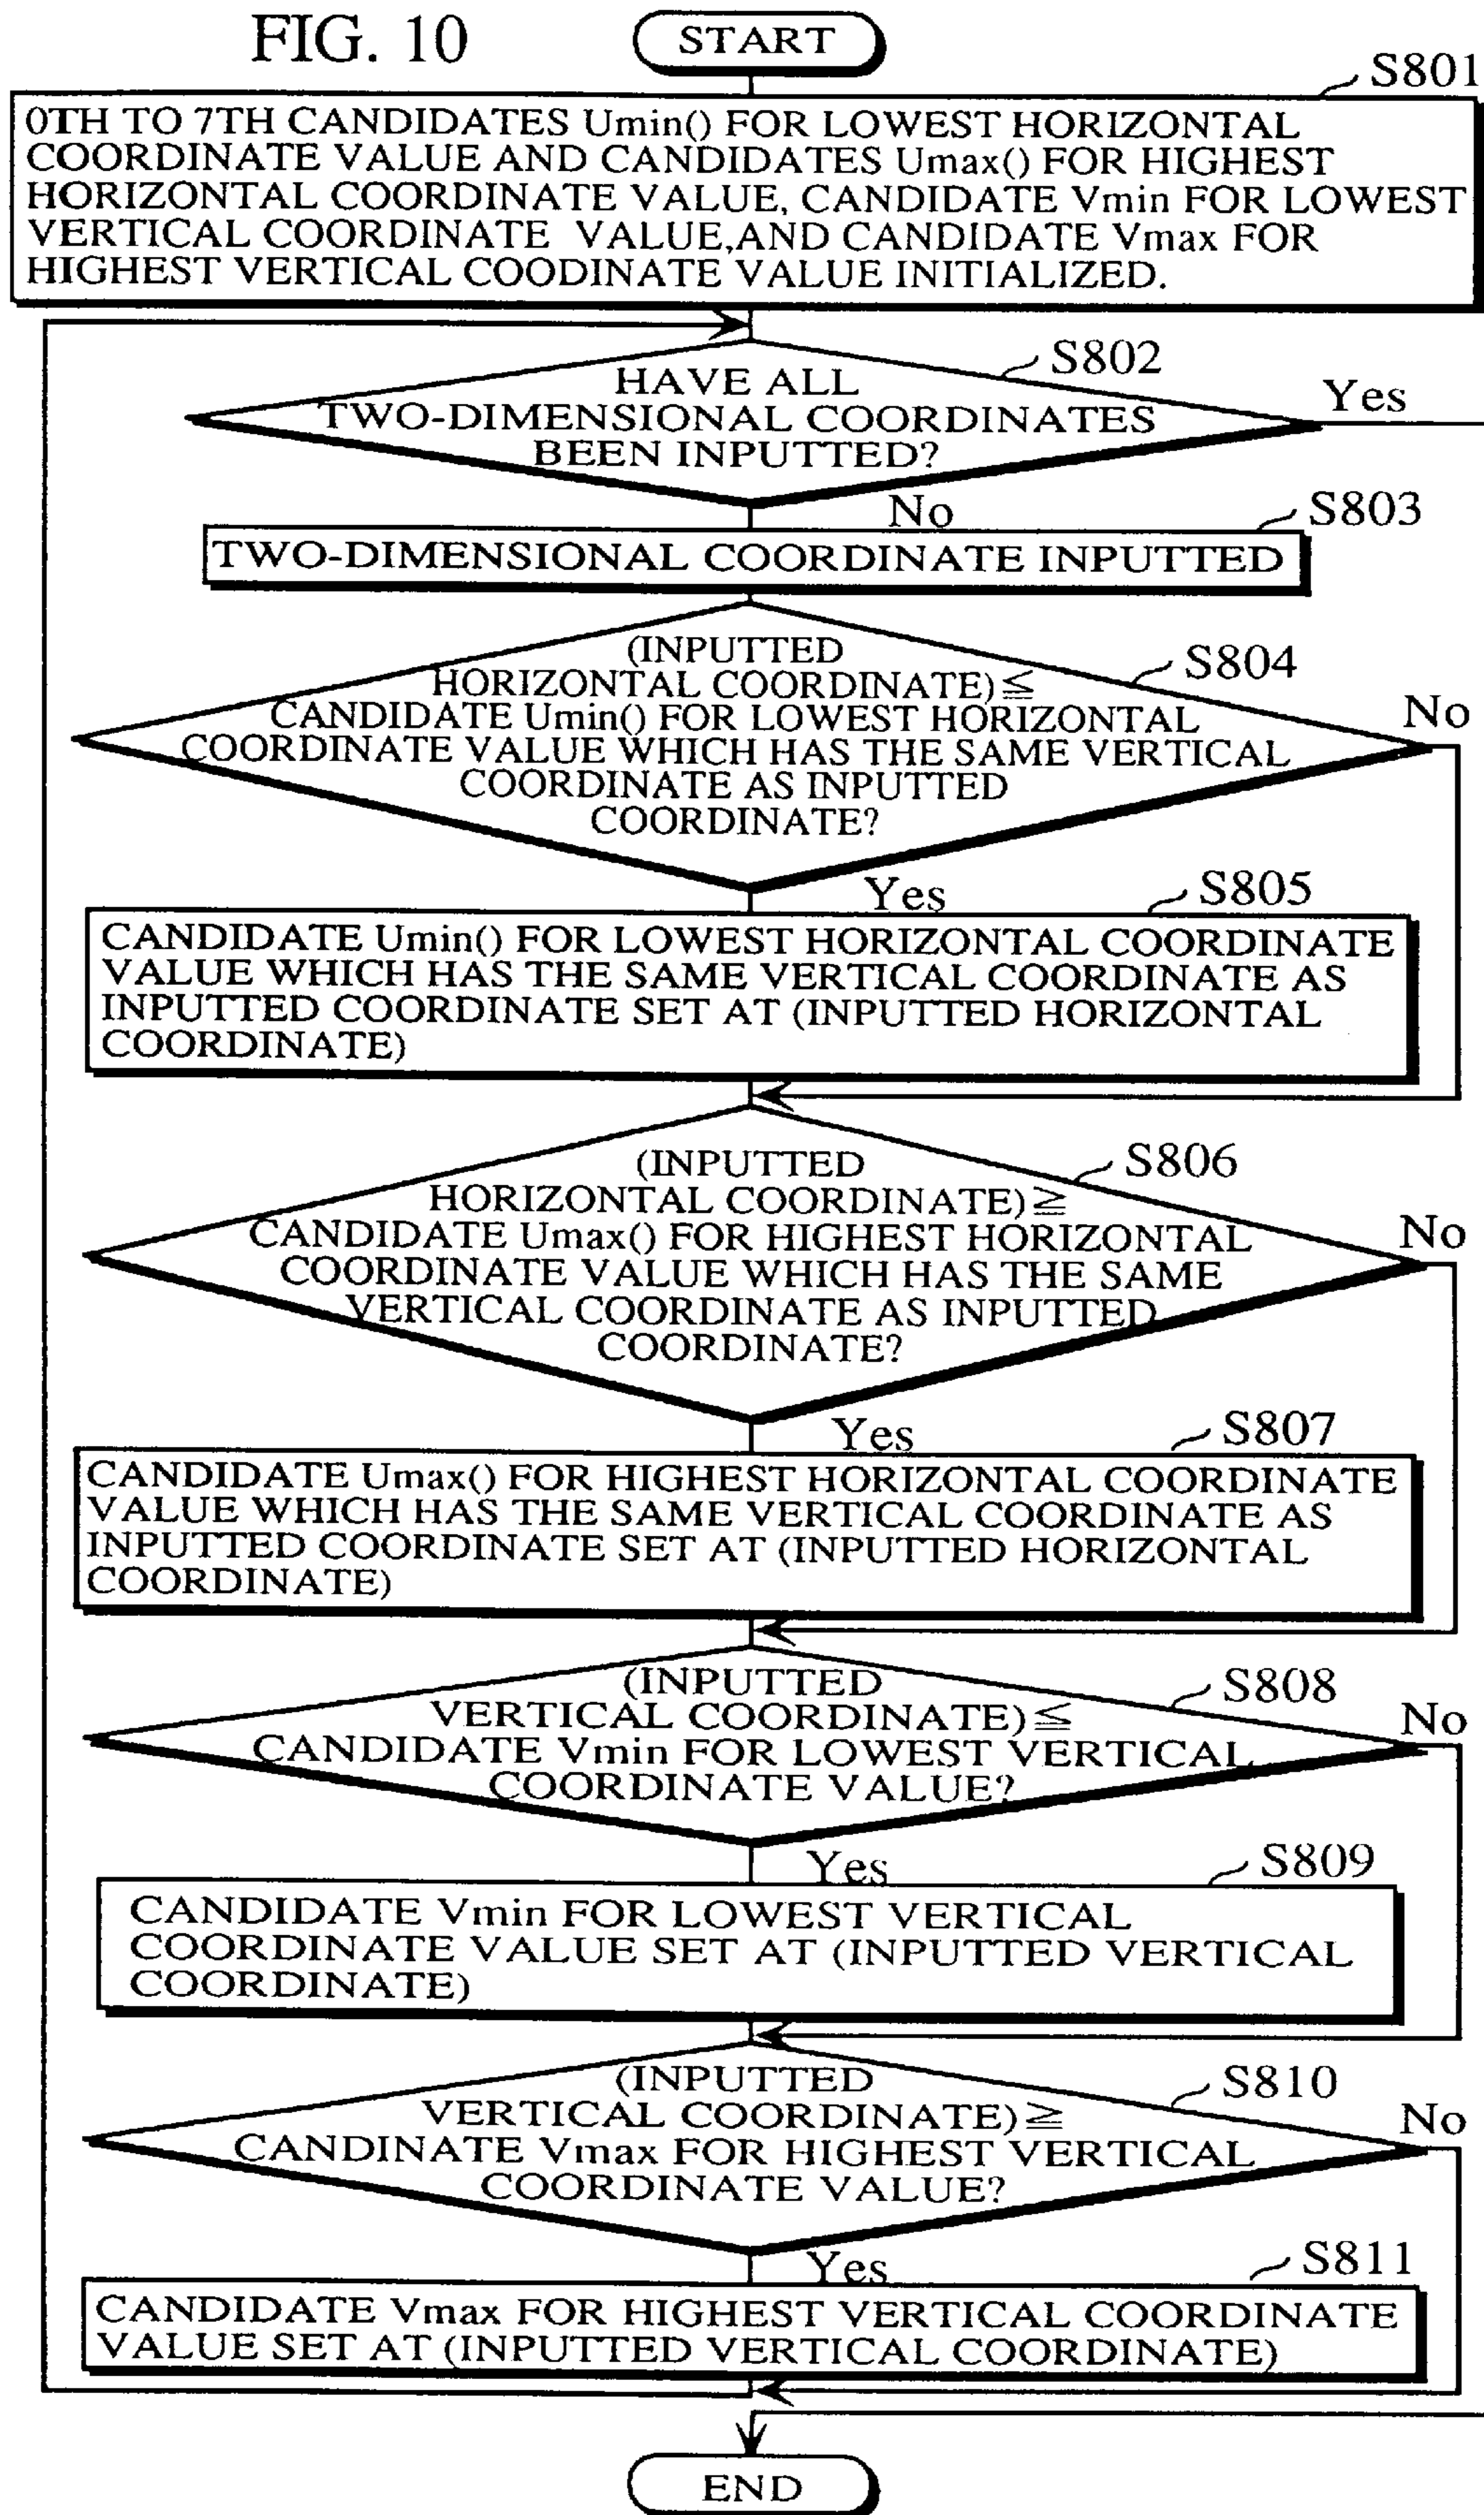 FIG. 10
START
S801
0TH TO 7TH CANDIDATES Umin() FOR LOWEST HORIZONTAL
COORDINATE VALUE AND CANDIDATES Umax() FOR HIGHEST
HORIZONTAL COORDINATE VALUE, CANDIDATE Vmin FOR LOWEST
VERTICAL COORDINATE VALUE,AND CANDIDATE Vmax FOR
HIGHEST VERTICAL COODINATE VALUE INITIALIZED.
S802
HAVE ALL
TWO-DIMENSIONAL COORDINATES
BEEN INPUTTED?
Yes
No
S803
TWO-DIMENSIONAL COORDINATE INPUTTED
S804
(INPUTTED
HORIZONTAL COORDINATE)≦
CANDIDATE Umin() FOR LOWEST HORIZONTAL
COORDINATE VALUE WHICH HAS THE SAME VERTICAL
COORDINATE AS INPUTTED
COORDINATE?
No
Yes
S805
CANDIDATE Umin() FOR LOWEST HORIZONTAL COORDINATE
VALUE WHICH HAS THE SAME VERTICAL COORDINATE AS
INPUTTED COORDINATE SET AT (INPUTTED HORIZONTAL
COORDINATE)
S806
(INPUTTED
HORIZONTAL COORDINATE)≧
CANDIDATE Umax() FOR HIGHEST HORIZONTAL
COORDINATE VALUE WHICH HAS THE SAME
VERTICAL COORDINATE AS INPUTTED
COORDINATE?
No
Yes
S807
CANDIDATE Umax() FOR HIGHEST HORIZONTAL COORDINATE
VALUE WHICH HAS THE SAME VERTICAL COORDINATE AS
INPUTTED COORDINATE SET AT (INPUTTED HORIZONTAL
COORDINATE)
S808
(INPUTTED
VERTICAL COORDINATE)≦
CANDIDATE Vmin FOR LOWEST VERTICAL
COORDINATE VALUE?
No
Yes
S809
CANDIDATE Vmin FOR LOWEST VERTICAL
COORDINATE VALUE SET AT (INPUTTED VERTICAL
COORDINATE)
S810
(INPUTTED
VERTICAL COORDINATE)≧
CANDINATE Vmax FOR HIGHEST VERTICAL
COORDINATE VALUE?
No
Yes
S811
CANDIDATE Vmax FOR HIGHEST VERTICAL COORDINATE
VALUE SET AT (INPUTTED VERTICAL COORDINATE)
END